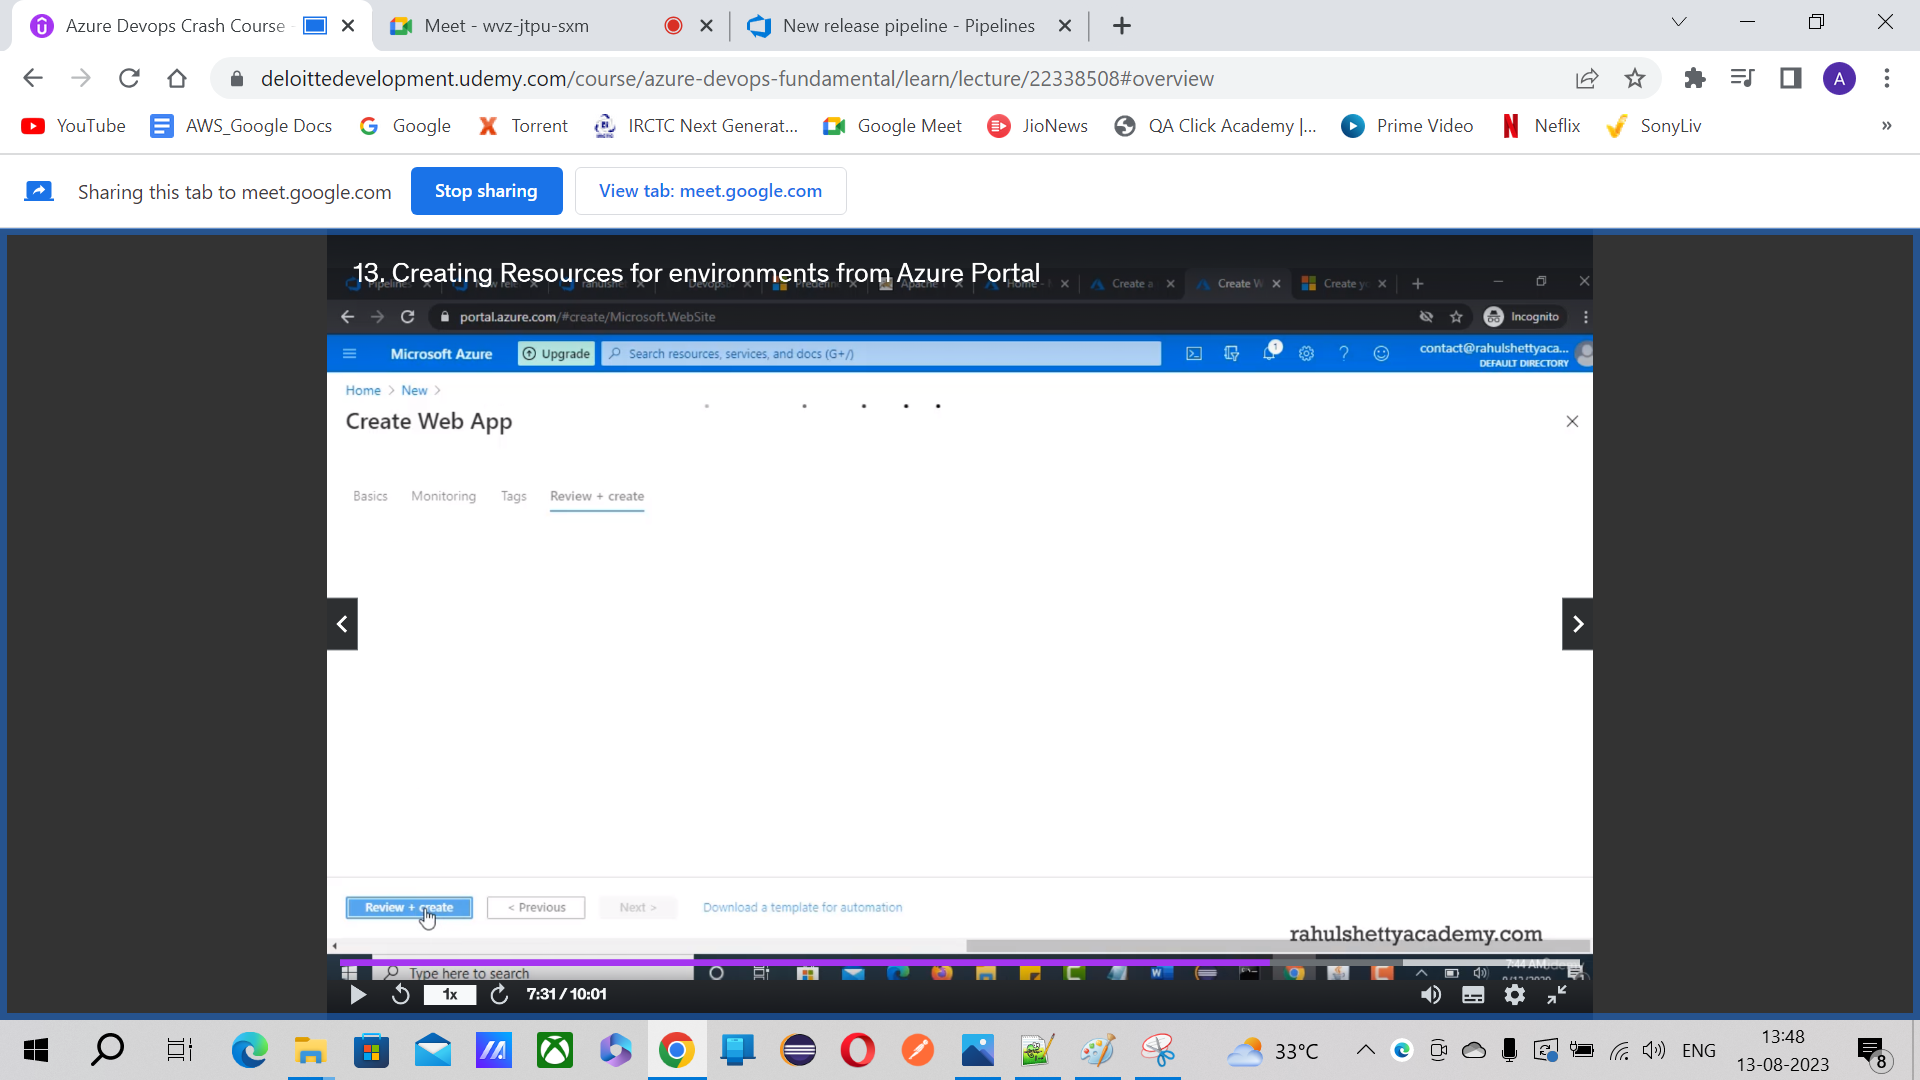 Azure Devops Crash Course
Meet - wvz-jtpu-sxm
New release pipeline - Pipelines
deloittedevelopment.udemy.com/course/azure-devops-fundamental/learn/lecture/22338508#overview
A
YouTube
AWS_Google Docs
Google
Torrent
IRCTC Next Generat...
Google Meet
JioNews
QA Click Academy |...
Prime Video
Neflix
SonyLiv
»
Sharing this tab to meet.google.com
Stop sharing
View tab: meet.google.com
13. Creating Resources for environments from Azure Portal
Pipelines
Home -
Create a
Create W
Create y
portal.azure.com/#create/Microsoft.WebSite
Incognito
Microsoft Azure
Upgrade
Search resources, services, and docs (G+/)
1
contact@rahulshettyaca...
DEFAULT DIRECTORY
Home > New >
Create Web App
Basics
Monitoring
Tags
Review + create
Review + create
< Previous
Next >
Download a template for automation
rahulshettyacademy.com
Type here to search
7:44 AM
1x
7:31 / 10:01
33°C
ENG
13:48
13-08-2023
8